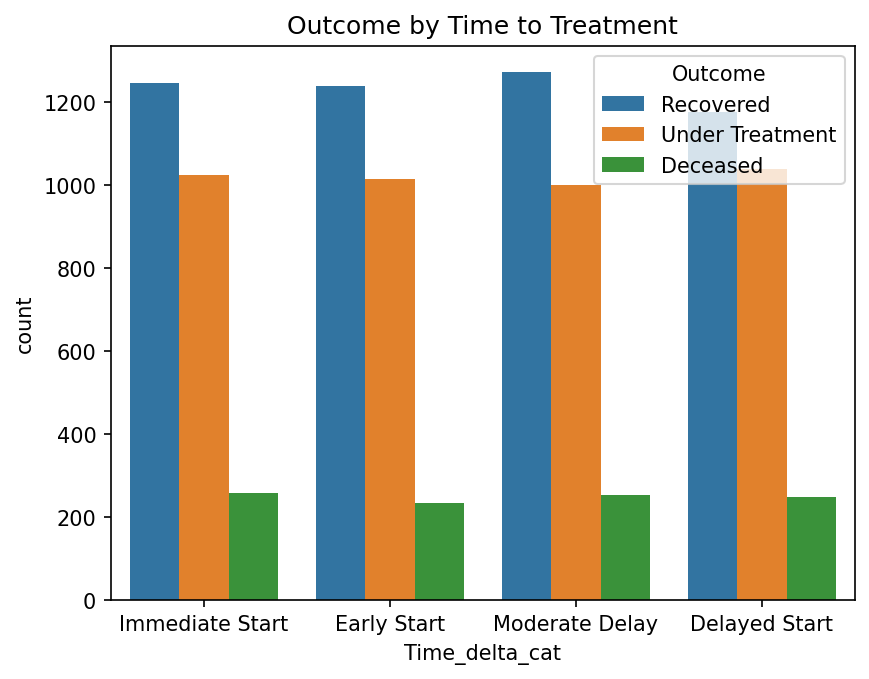 Outcome by Time to Treatment
Outcome
Recovered
Under Treatment
Deceased
1200
1000
800
600
400
200
0
count
Immediate Start
Early Start
Moderate Delay
Delayed Start
Time_delta_cat